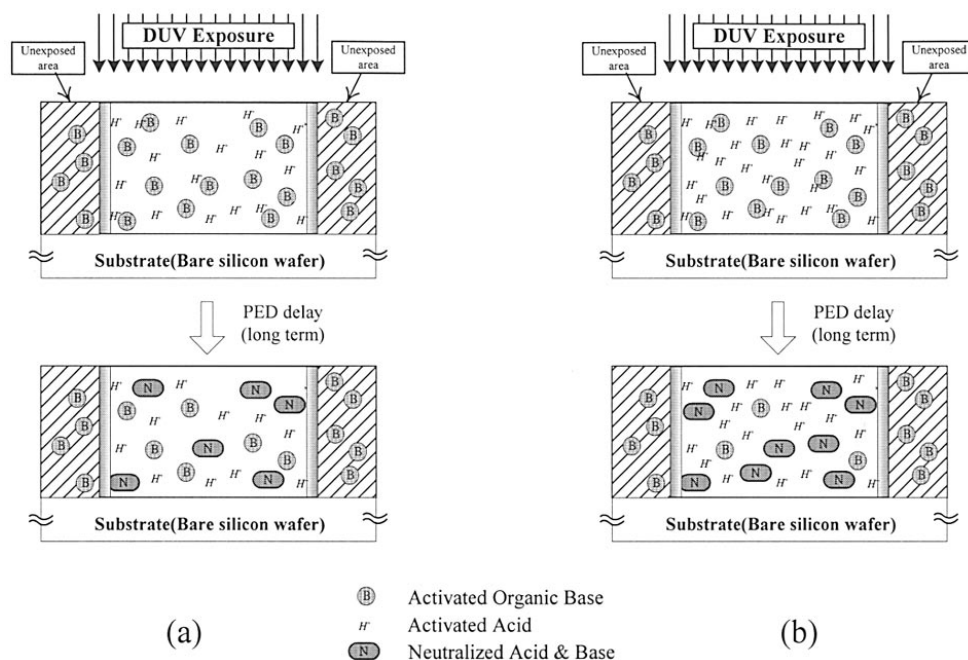 DUV Exposure
Unexposed
area
Unexposed
area
Substrate(Bare silicon wafer)
PED delay
(long term)
Substrate(Bare silicon wafer)
(a)
DUV Exposure
Unexposed
area
Unexposed
area
Substrate(Bare silicon wafer)
PED delay
(long term)
Substrate(Bare silicon wafer)
(b)
B Activated Organic Base
H Activated Acid
N Neutralized Acid & Base